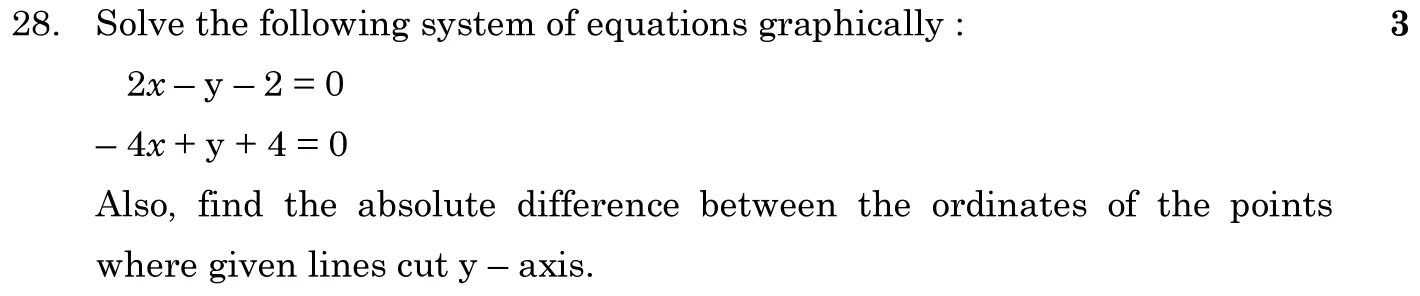 28. Solve the following system of equations graphically : 3
2x – y – 2 = 0
– 4x + y + 4 = 0
Also, find the absolute difference between the ordinates of the points
where given lines cut y – axis.